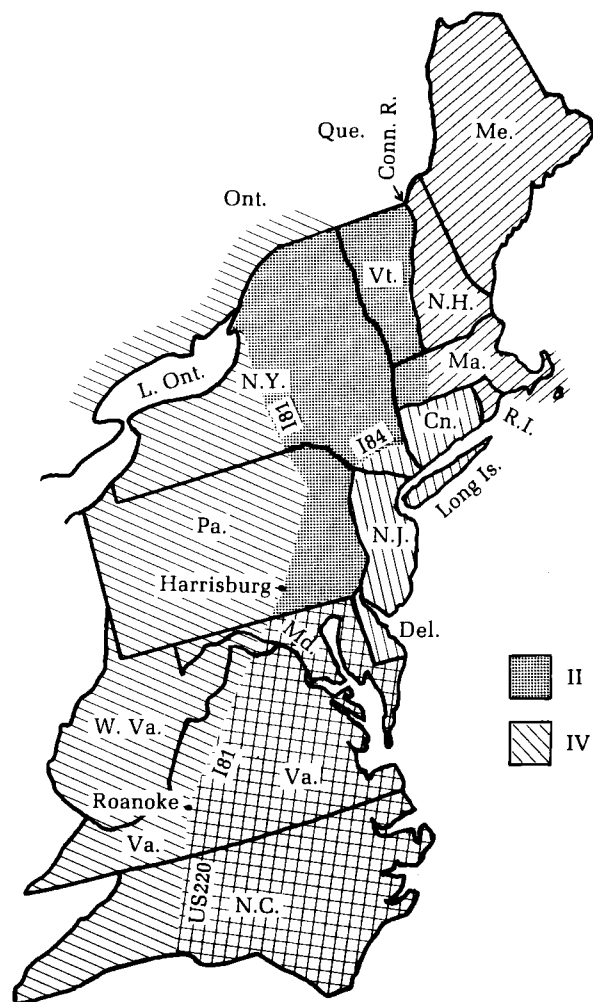 Que.
Conn. R.
Me.
Ont.
Vt.
N.H.
L. Ont.
N.Y.
I81
Ma.
I84
Cn.
R.I.
Long Is.
Pa.
N.J.
Harrisburg
Md.
Del.
II
W. Va.
I81
Va.
IV
Roanoke
Va.
US220
N.C.